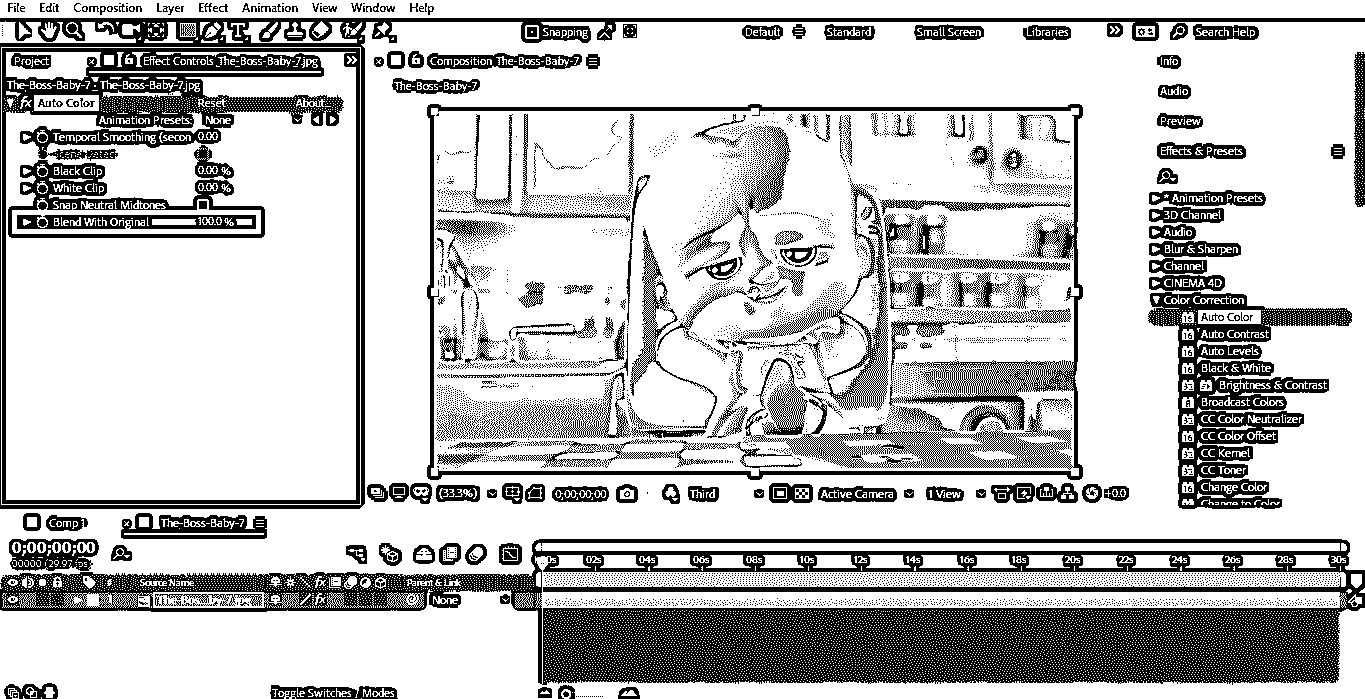 File Edit Composition Layer Effect Animation View Window Help
Snapping Default Standard Small Screen Libraries Search Help
Project Effect Controls The-Boss-Baby-7.jpg
The-Boss-Baby-7 · The-Boss-Baby-7.jpg
fx Auto Color Reset About...
Animation Presets: None
Temporal Smoothing (secon 0.00
Black Clip 0.00 %
White Clip 0.00 %
Snap Neutral Midtones
Blend With Original 100.0 %
Composition The-Boss-Baby-7
The-Boss-Baby-7
(33.3%) 0;00;00;00 Third Active Camera 1 View +0.0
Info
Audio
Preview
Effects & Presets
* Animation Presets
3D Channel
Audio
Blur & Sharpen
Channel
CINEMA 4D
Color Correction
Auto Color
Auto Contrast
Auto Levels
Black & White
Brightness & Contrast
Broadcast Colors
CC Color Neutralizer
CC Color Offset
CC Kernel
CC Toner
Change Color
Change to Color
Comp 1 The-Boss-Baby-7
0;00;00;00
00000 (29.97 fps)
02s 04s 06s 08s 10s 12s 14s 16s 18s 20s 22s 24s 26s 28s 30s
# Source Name fx Parent & Link
1 The-Bos...by-7.jpg fx None
Toggle Switches / Modes